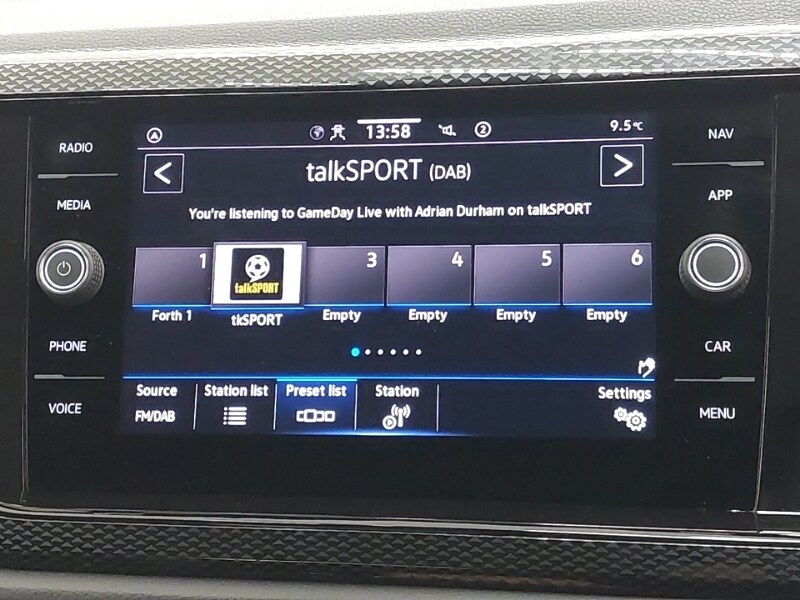 RADIO
MEDIA
PHONE
VOICE
13:58
2
9.5°C
<
talkSPORT (DAB)
>
You're listening to GameDay Live with Adrian Durham on talkSPORT
1
talkSPORT
3
4
5
6
Forth 1
tkSPORT
Empty
Empty
Empty
Empty
Source
FM/DAB
Station list
Preset list
Station
Settings
NAV
APP
CAR
MENU